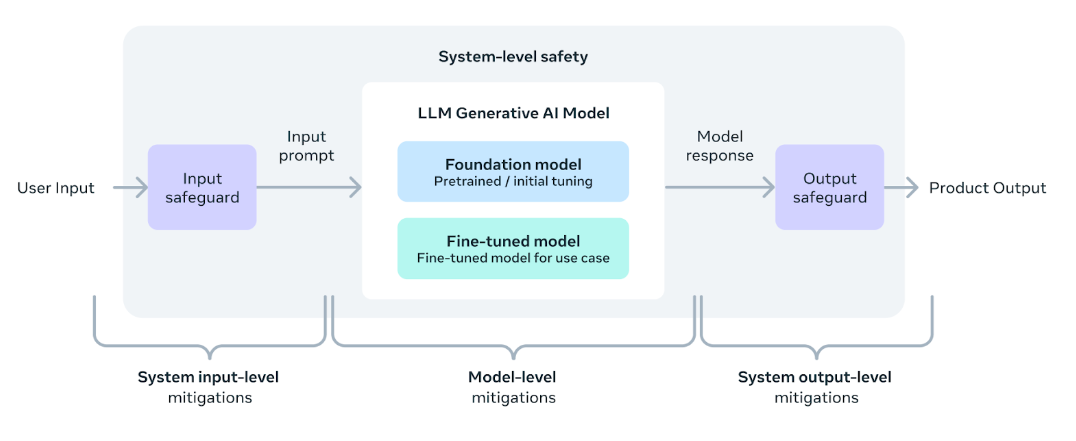 System-level safety
LLM Generative AI Model
Input
prompt
Model
response
Foundation model
Pretrained / initial tuning
User Input
Input
safeguard
Output
safeguard
Product Output
Fine-tuned model
Fine-tuned model for use case
System input-level
mitigations
Model-level
mitigations
System output-level
mitigations